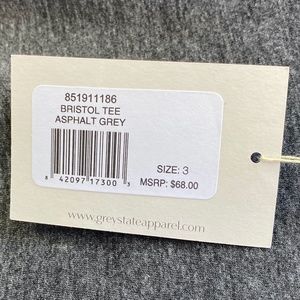 851911186
BRISTOL TEE
ASPHALT GREY
SIZE: 3
8 42097 17300 3
MSRP: $68.00
www.greystateapparel.com